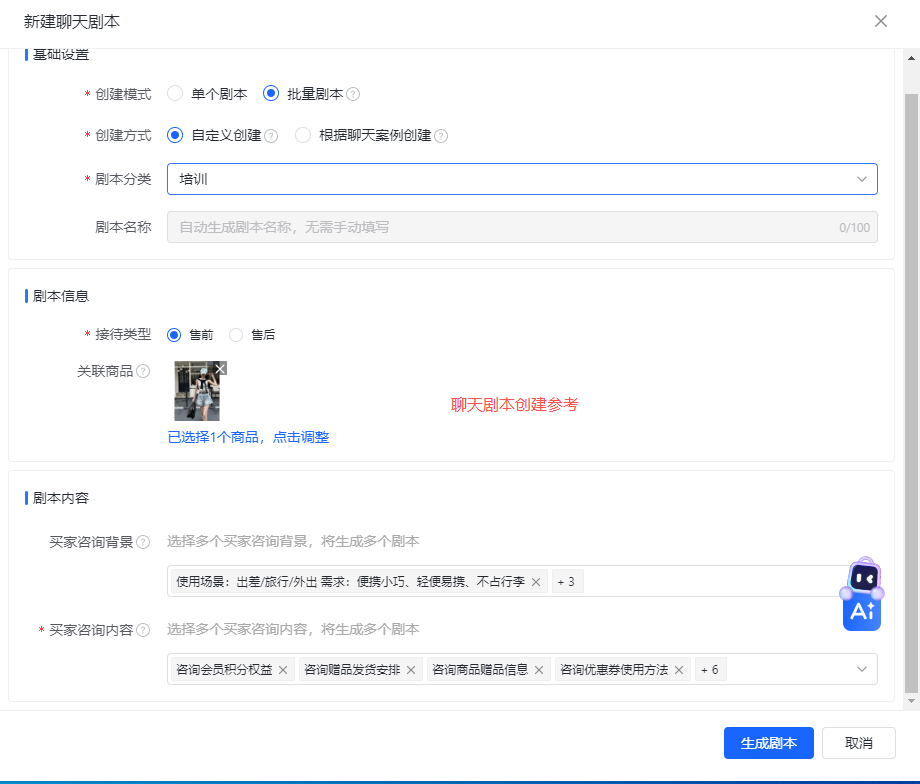 新建聊天剧本
基础设置
* 创建模式 单个剧本 批量剧本 ?
* 创建方式 自定义创建 ? 根据聊天案例创建 ?
* 剧本分类 培训
剧本名称 自动生成剧本名称，无需手动填写 0/100
剧本信息
* 接待类型 售前 售后
关联商品 ?
聊天剧本创建参考
已选择1个商品，点击调整
剧本内容
买家咨询背景 ? 选择多个买家咨询背景，将生成多个剧本
使用场景：出差/旅行/外出 需求：便携小巧、轻便易携、不占行李 + 3
Ai
* 买家咨询内容 ? 选择多个买家咨询内容，将生成多个剧本
咨询会员积分权益 咨询赠品发货安排 咨询商品赠品信息 咨询优惠券使用方法 + 6
生成剧本 取消